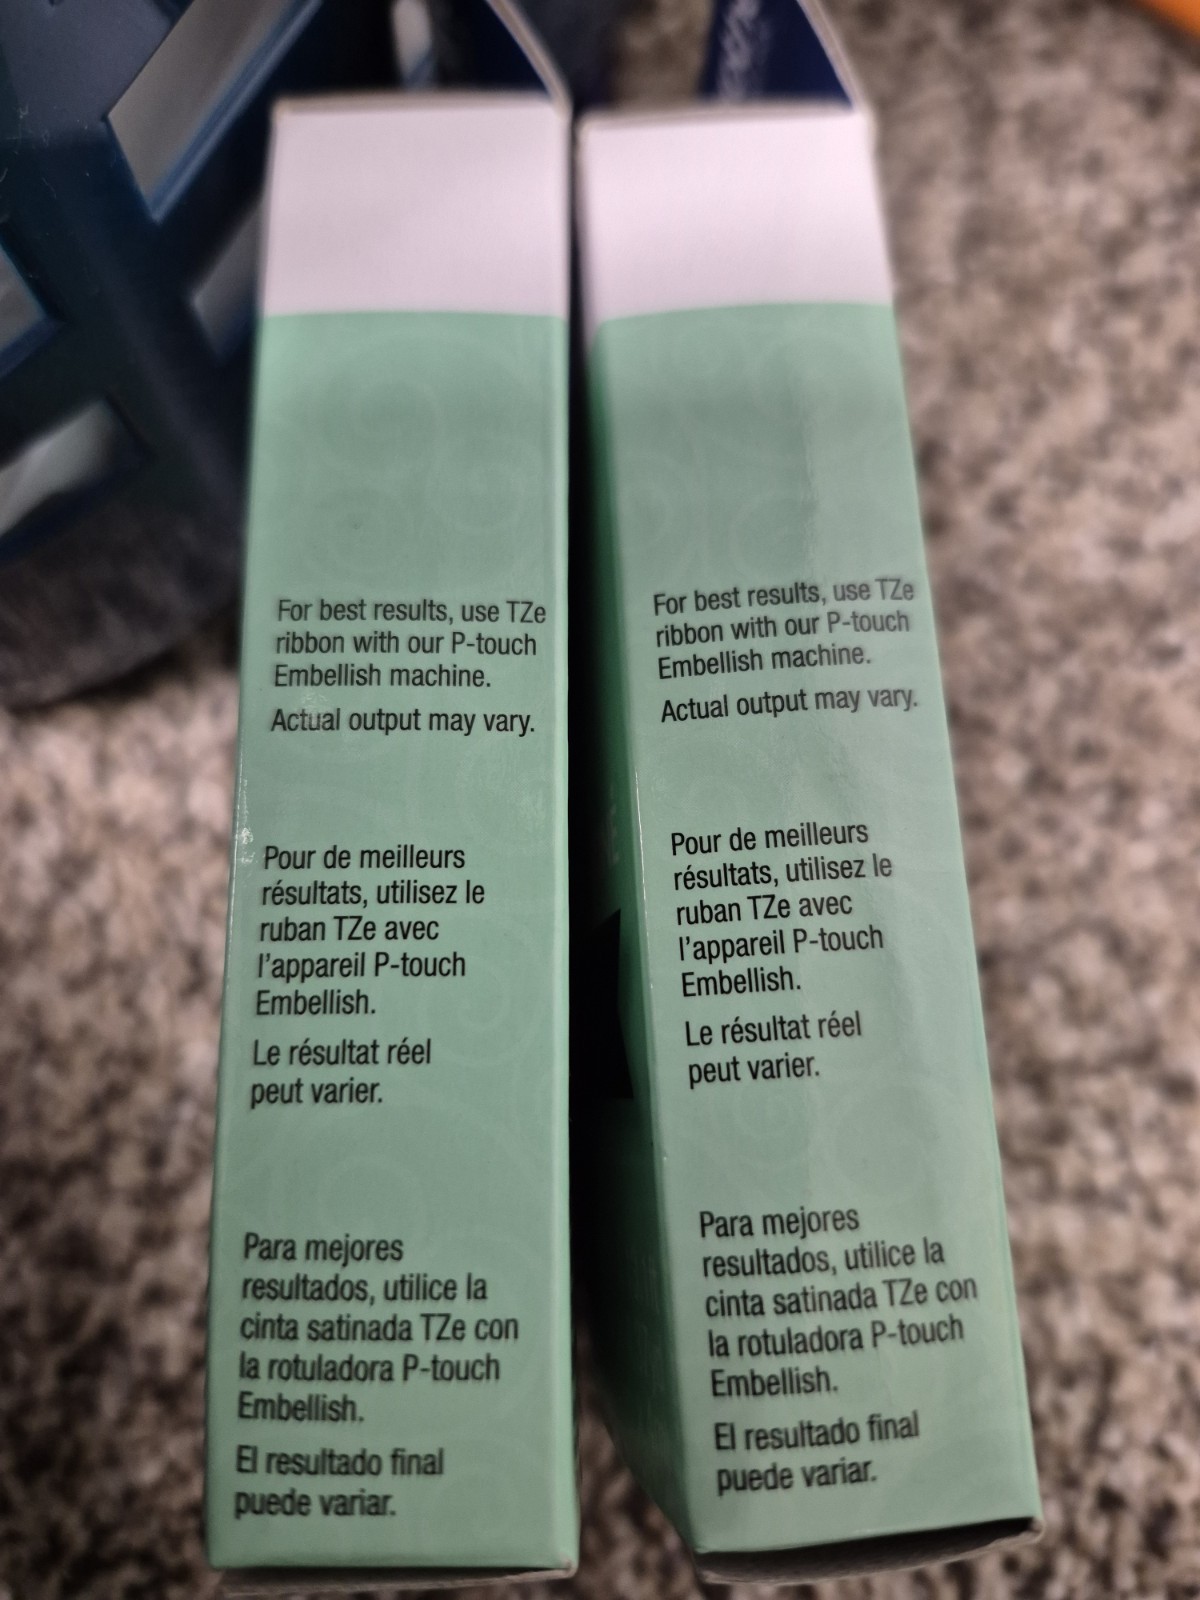 For best results, use TZe
ribbon with our P-touch
Embellish machine.
Actual output may vary.
Pour de meilleurs
résultats, utilisez le
ruban TZe avec
l'appareil P-touch
Embellish.
Le résultat réel
peut varier.
Para mejores
resultados, utilice la
cinta satinada TZe con
la rotuladora P-touch
Embellish.
El resultado final
puede variar.
For best results, use TZe
ribbon with our P-touch
Embellish machine.
Actual output may vary.
Pour de meilleurs
résultats, utilisez le
ruban TZe avec
l'appareil P-touch
Embellish.
Le résultat réel
peut varier.
Para mejores
resultados, utilice la
cinta satinada TZe con
la rotuladora P-touch
Embellish.
El resultado final
puede variar.